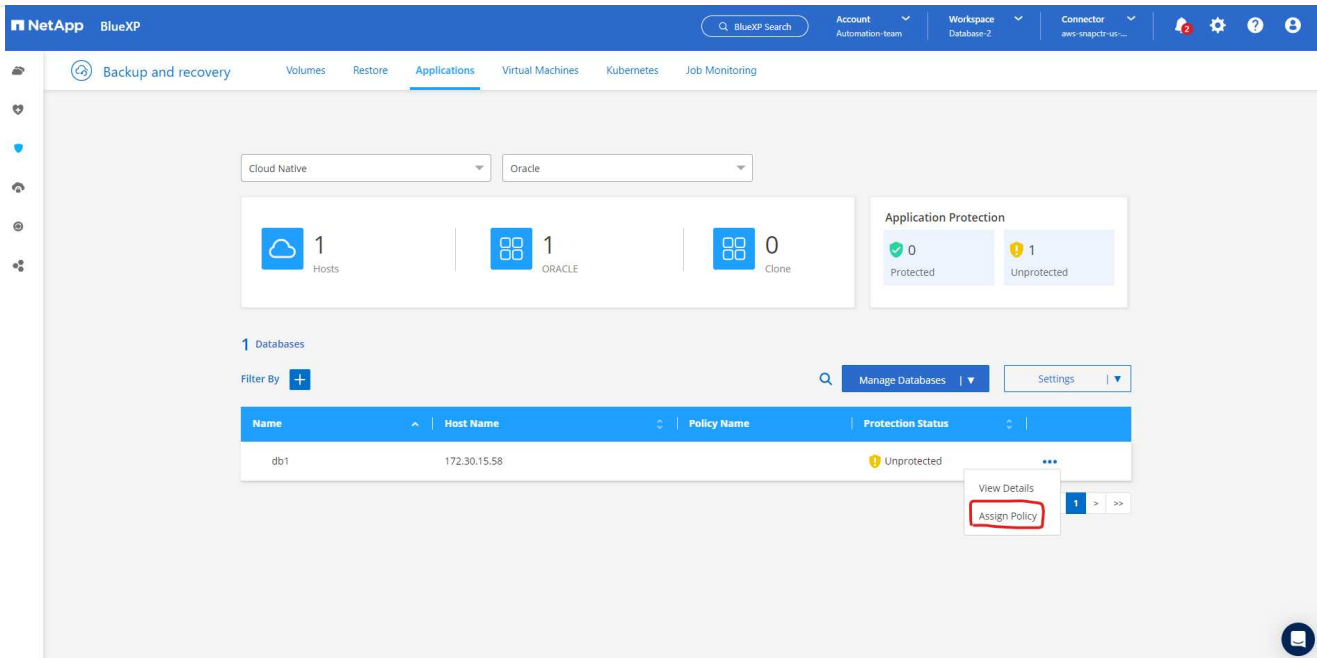 NetApp BlueXP BlueXP Search Account Workspace Connector
Automation-team Database-2 aws-snapctr-us-... 2
Backup and recovery Volumes Restore Applications Virtual Machines Kubernetes Job Monitoring
Cloud Native Oracle
Application Protection
1 1 0 0 1
Hosts ORACLE Clone Protected Unprotected
1 Databases
Filter By + Manage Databases Settings
Name Host Name Policy Name Protection Status
db1 172.30.15.58 Unprotected
View Details
1 > >>
Assign Policy